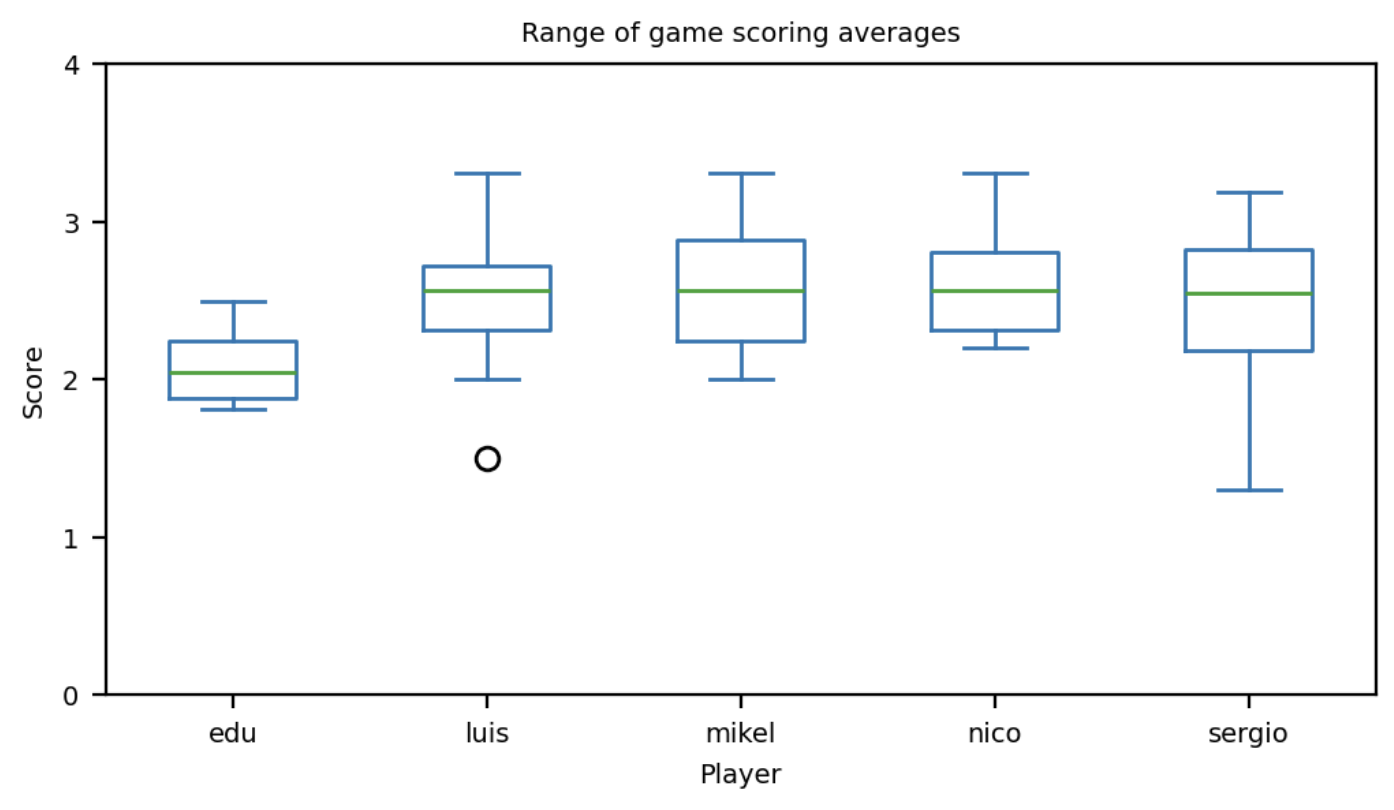 Range of game scoring averages
4
3
2
1
0
Score
edu luis mikel nico sergio
Player